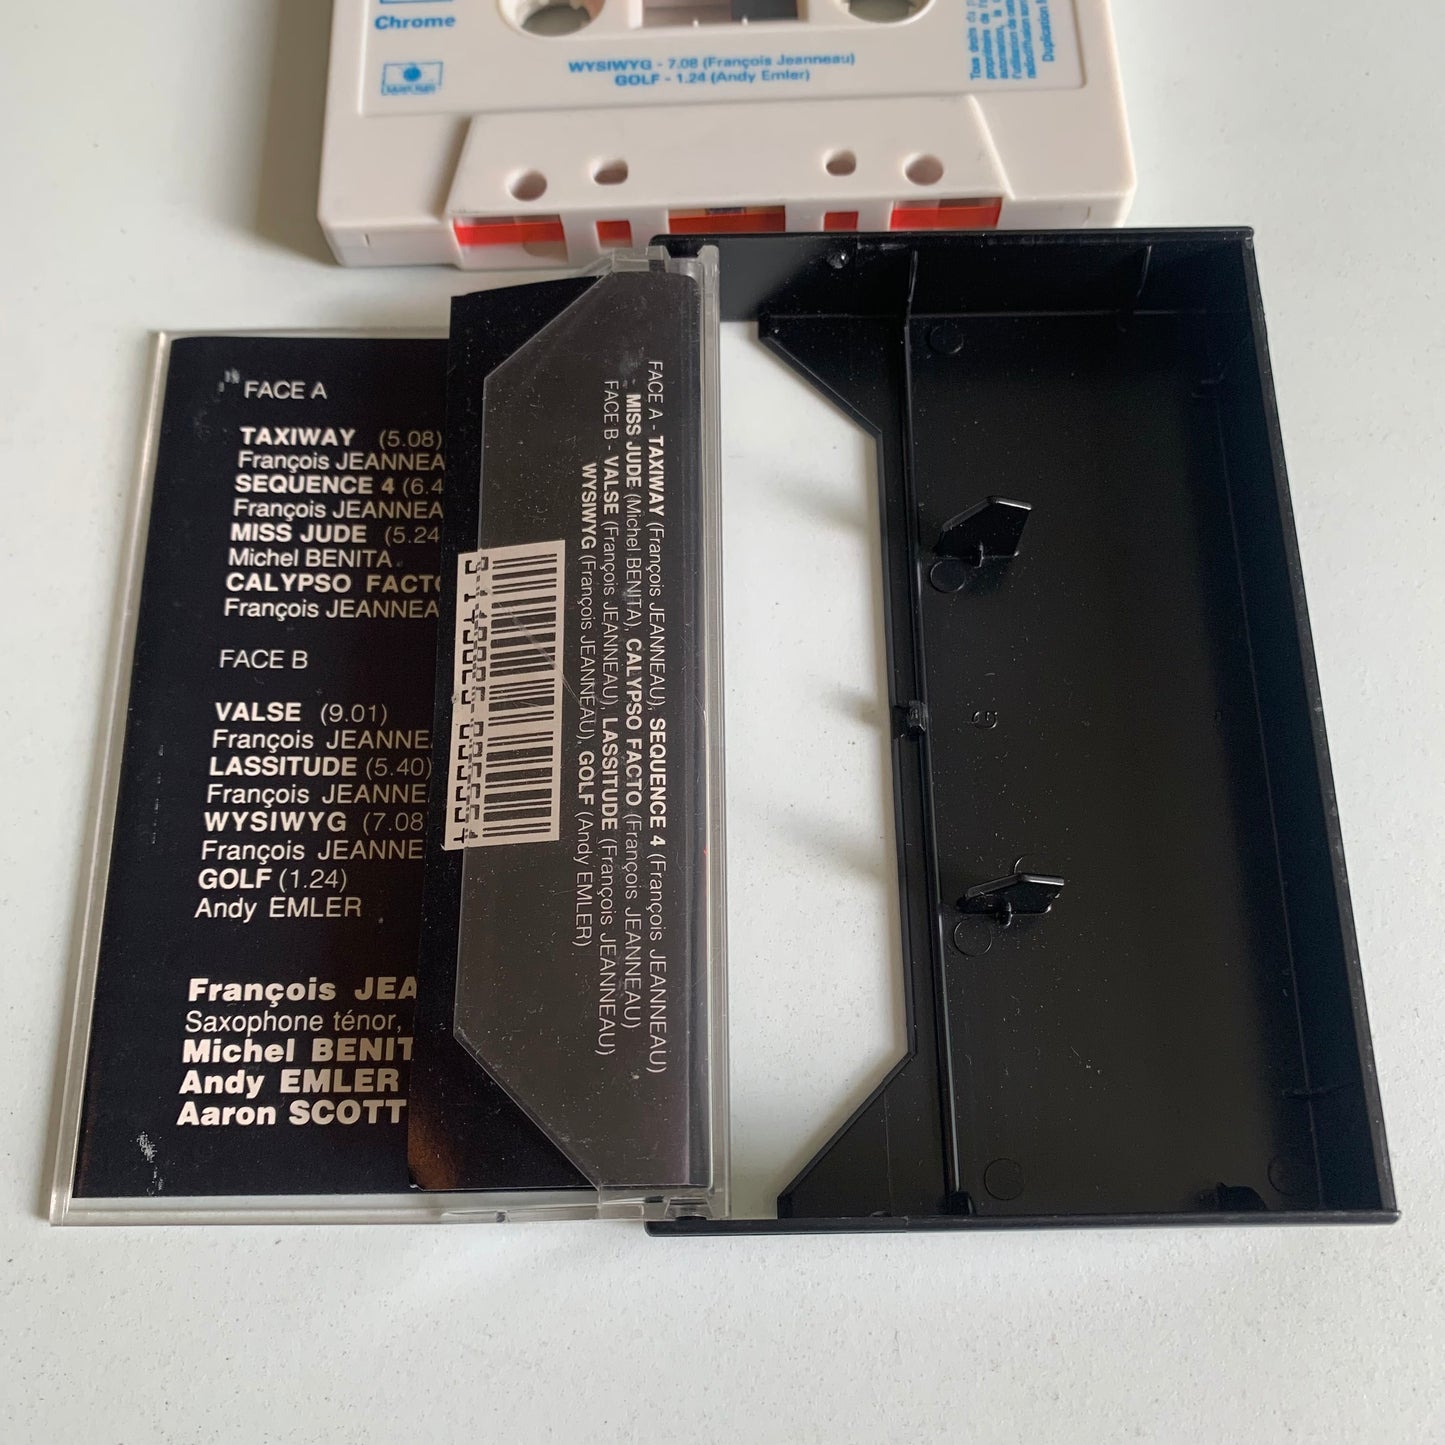 Chrome
WYSIWYG - 7.08 (François Jeanneau)
GOLF - 1.24 (Andy Emler)
FACE A
TAXIWAY (5.08)
François JEANNEA
SEQUENCE 4 (6.4
François JEANNEA
MISS JUDE (5.24
Michel BENITA
CALYPSO FACTO
François JEANNEA
FACE B
VALSE (9.01)
François JEANNE
LASSITUDE (5.40)
François JEANNE
WYSIWYG (7.08
François JEANNE
GOLF (1.24)
Andy EMLER
François JEA
Saxophone ténor,
Michel BENIT
Andy EMLER
Aaron SCOTT
FACE A - TAXIWAY (François JEANNEAU), SEQUENCE 4 (François JEANNEAU)
- MISS JUDE (Michel BENITA), CALYPSO FACTO (François JEANNEAU)
FACE B - VALSE (François JEANNEAU), LASSITUDE (François JEANNEAU)
WYSIWYG (François JEANNEAU), GOLF (Andy EMLER)
G